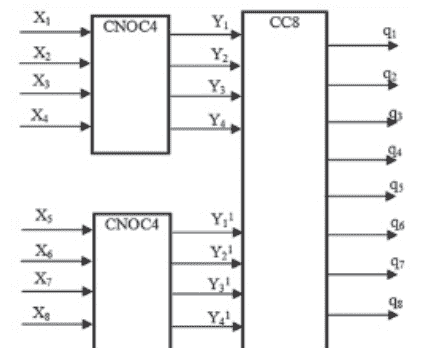 X₁ CNOC4 Y₁ CC8 q₁
X₂ Y₂ q₂
X₃ Y₃ q₃
X₄ Y₄ q₄
q₅
X₅ CNOC4 Y₁¹ q₆
X₆ Y₂¹
X₇ Y₃¹ q₇
X₈ Y₄¹ q₈